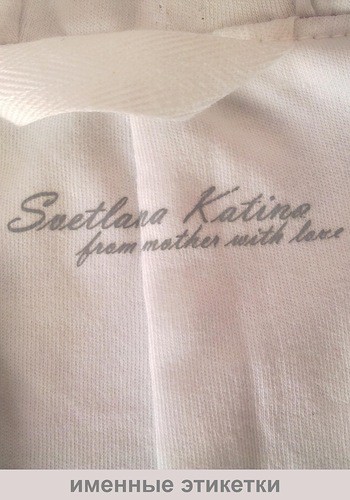 Svetlana Katina
from mother with love
именные этикетки